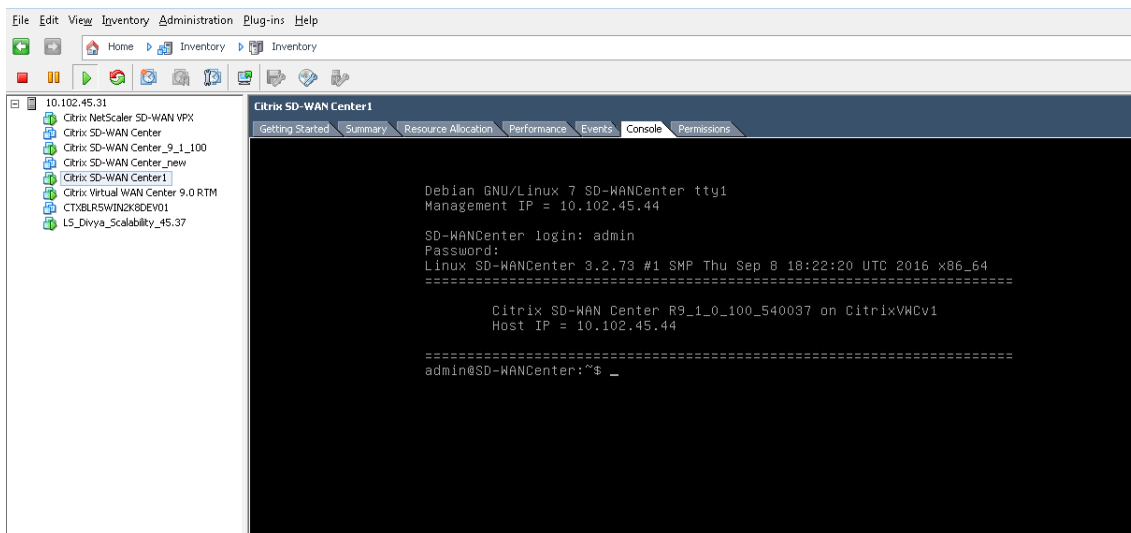 File Edit View Inventory Administration Plug-ins Help
Home Inventory Inventory
10.102.45.31
Citrix NetScaler SD-WAN VPX
Citrix SD-WAN Center
Citrix SD-WAN Center_9_1_100
Citrix SD-WAN Center_new
Citrix SD-WAN Center1
Citrix Virtual WAN Center 9.0 RTM
CTXBLR5WIN2K8DEV01
LS_Divya_Scalability_45.37
Citrix SD-WAN Center1
Getting Started Summary Resource Allocation Performance Events Console Permissions
Debian GNU/Linux 7 SD-WANCenter tty1
Management IP = 10.102.45.44
SD-WANCenter login: admin
Password:
Linux SD-WANCenter 3.2.73 #1 SMP Thu Sep 8 18:22:20 UTC 2016 x86_64
======================================================================
Citrix SD-WAN Center R9_1_0_100_540037 on CitrixVWCv1
Host IP = 10.102.45.44
======================================================================
admin@SD-WANCenter:~$ _